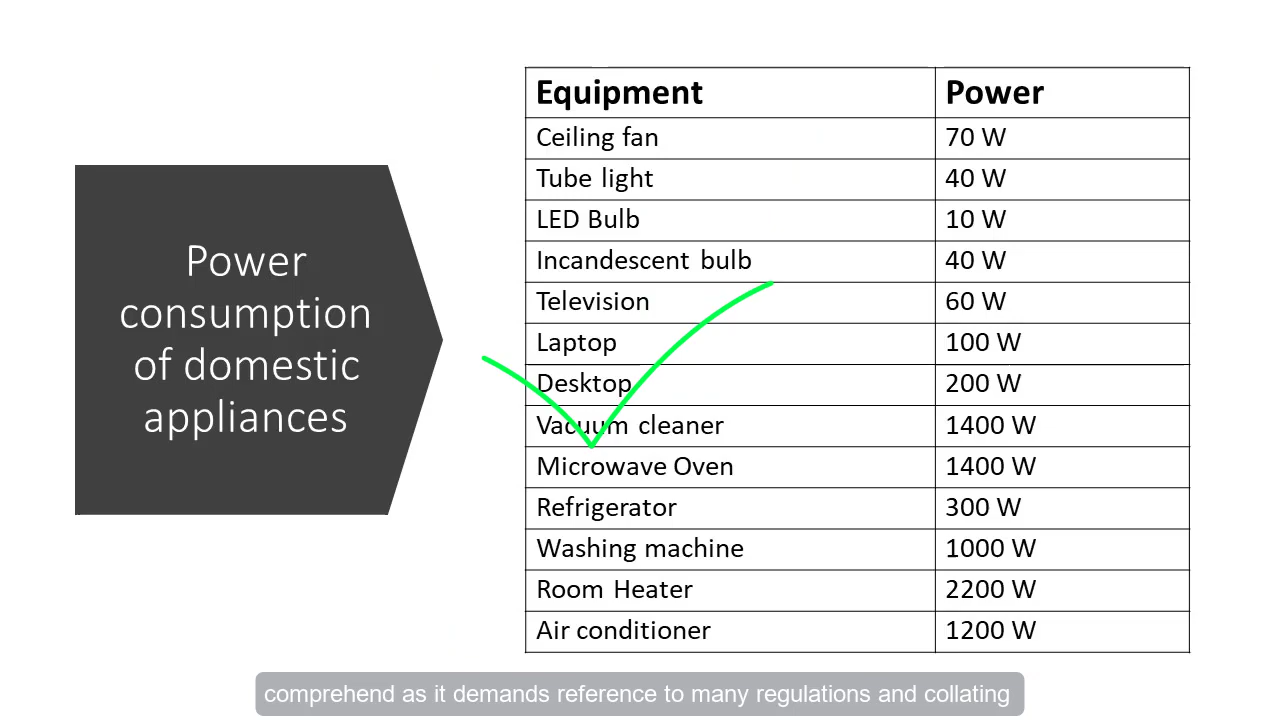 Power
consumption
of domestic
appliances
Equipment Power
Ceiling fan 70 W
Tube light 40 W
LED Bulb 10 W
Incandescent bulb 40 W
Television 60 W
Laptop 100 W
Desktop 200 W
Vacuum cleaner 1400 W
Microwave Oven 1400 W
Refrigerator 300 W
Washing machine 1000 W
Room Heater 2200 W
Air conditioner 1200 W
comprehend as it demands reference to many regulations and collating